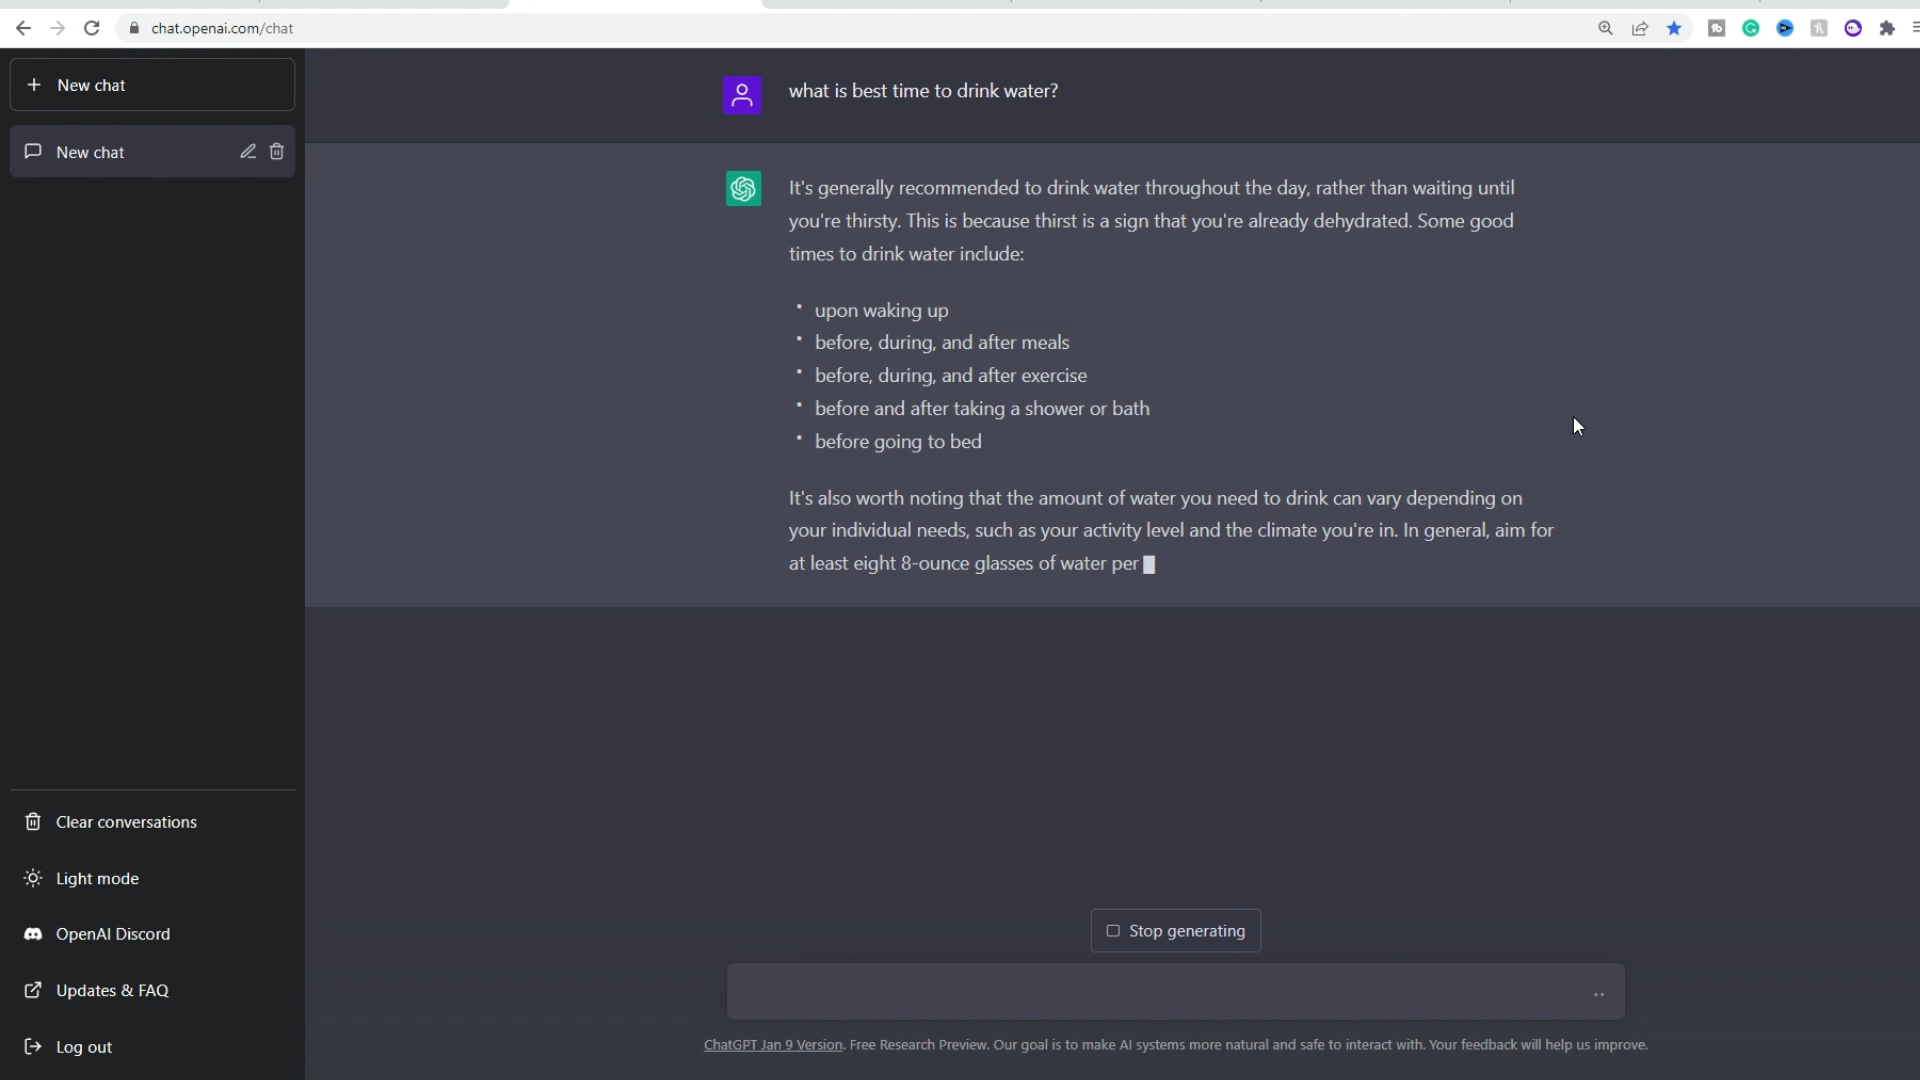 chat.openai.com/chat
New chat
New chat
what is best time to drink water?
It's generally recommended to drink water throughout the day, rather than waiting until
you're thirsty. This is because thirst is a sign that you're already dehydrated. Some good
times to drink water include:
• upon waking up
• before, during, and after meals
• before, during, and after exercise
• before and after taking a shower or bath
• before going to bed
It's also worth noting that the amount of water you need to drink can vary depending on
your individual needs, such as your activity level and the climate you're in. In general, aim for
at least eight 8-ounce glasses of water per
Clear conversations
Light mode
OpenAI Discord
Updates & FAQ
Log out
Stop generating
ChatGPT Jan 9 Version. Free Research Preview. Our goal is to make AI systems more natural and safe to interact with. Your feedback will help us improve.